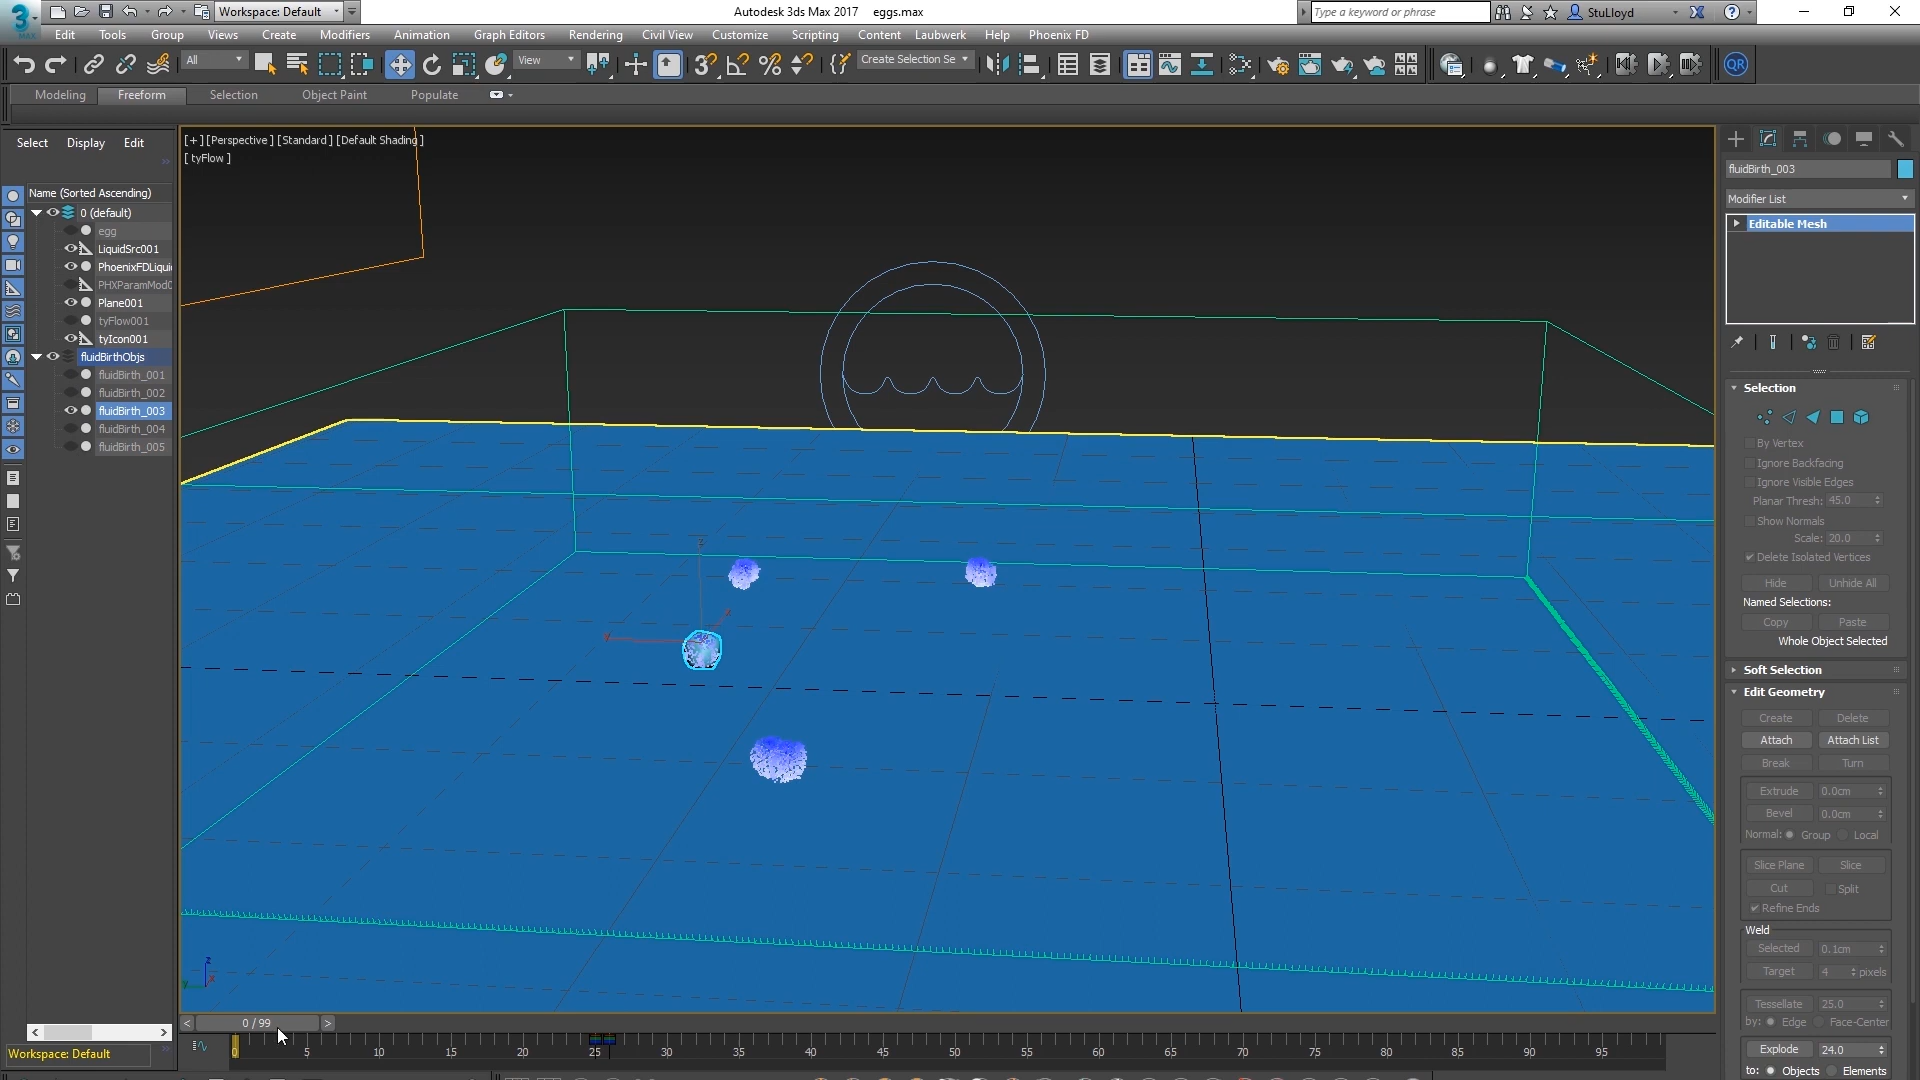 Workspace: Default
Autodesk 3ds Max 2017 eggs.max
Type a keyword or phrase
StuLloyd
MAX
Edit Tools Group Views Create Modifiers Animation Graph Editors Rendering Civil View Customize Scripting Content Laubwerk Help Phoenix FD
All View Create Selection Se QR
Modeling Freeform Selection Object Paint Populate
Select Display Edit
Name (Sorted Ascending)
0 (default)
egg
LiquidSrc001
PhoenixFDLiqui
PHXParamMod0
Plane001
tyFlow001
tyIcon001
fluidBirthObjs
fluidBirth_001
fluidBirth_002
fluidBirth_003
fluidBirth_004
fluidBirth_005
Workspace: Default
[+] [Perspective] [Standard] [Default Shading]
[ tyFlow ]
z
x
y
z
x
y
< 0 / 99 >
0 5 10 15 20 25 30 35 40 45 50 55 60 65 70 75 80 85 90 95
fluidBirth_003
Modifier List
Editable Mesh
Selection
By Vertex
Ignore Backfacing
Ignore Visible Edges
Planar Thresh: 45.0
Show Normals
Scale: 20.0
Delete Isolated Vertices
Hide Unhide All
Named Selections:
Copy Paste
Whole Object Selected
Soft Selection
Edit Geometry
Create Delete
Attach Attach List
Break Turn
Extrude 0.0cm
Bevel 0.0cm
Normal: Group Local
Slice Plane Slice
Cut Split
Refine Ends
Weld
Selected 0.1cm
Target 4 pixels
Tessellate 25.0
by: Edge Face-Center
Explode 24.0
to: Objects Elements